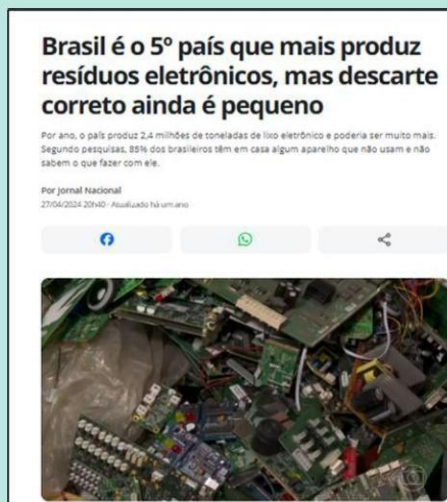 Brasil é o 5º país que mais produz
resíduos eletrônicos, mas descarte
correto ainda é pequeno
Por ano, o país produz 2,4 milhões de toneladas de lixo eletrônico e poderia ser muito mais.
Segundo pesquisas, 85% dos brasileiros têm em casa algum aparelho que não usam e não
sabem o que fazer com ele.
Por Jornal Nacional
27/04/2024 20h40 · Atualizado há um ano